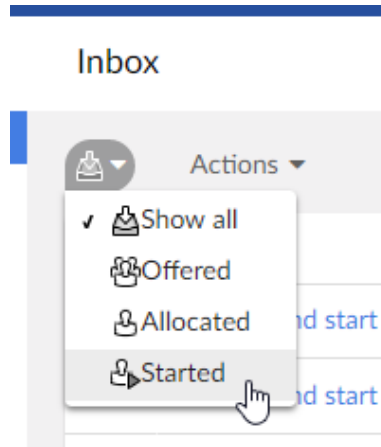 Inbox
Actions
Show all
Offered
Allocated
nd start
Started
nd start